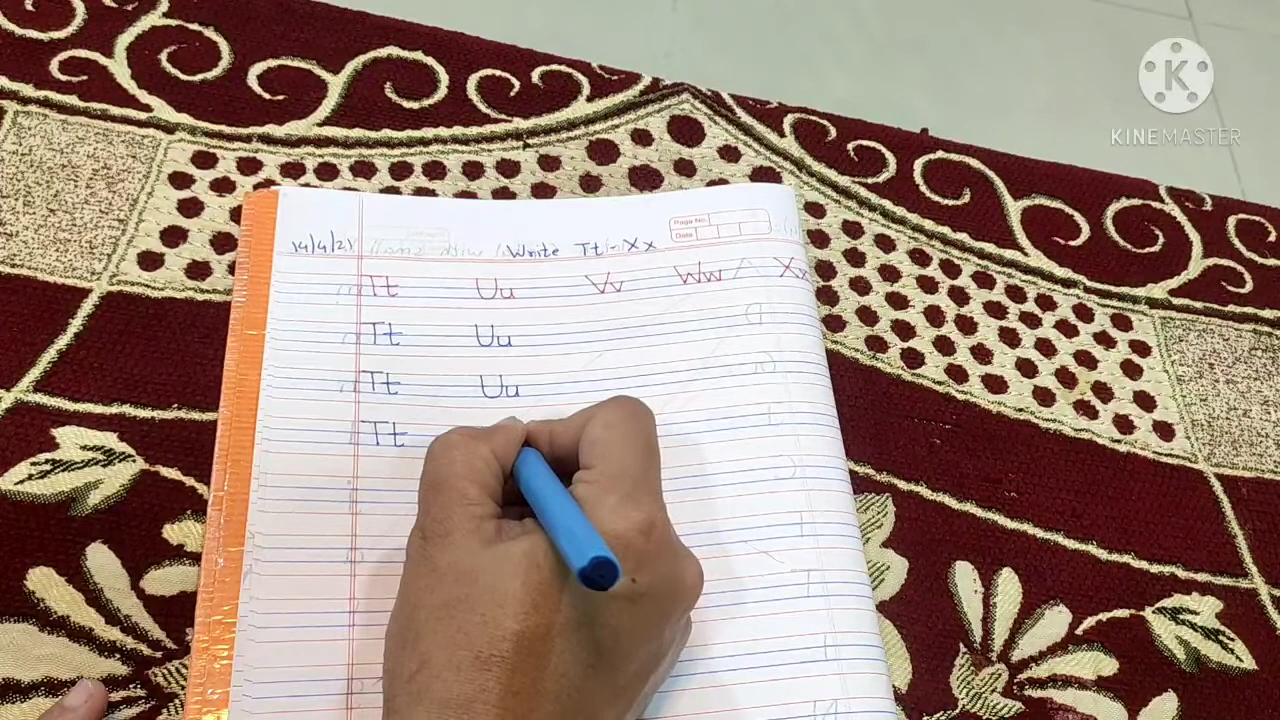 K
KINEMASTER
Page No.
Date
14/4/21 Write Tt to Xx
Tt Uu Vv Ww Xx
Tt Uu
Tt Uu
Tt